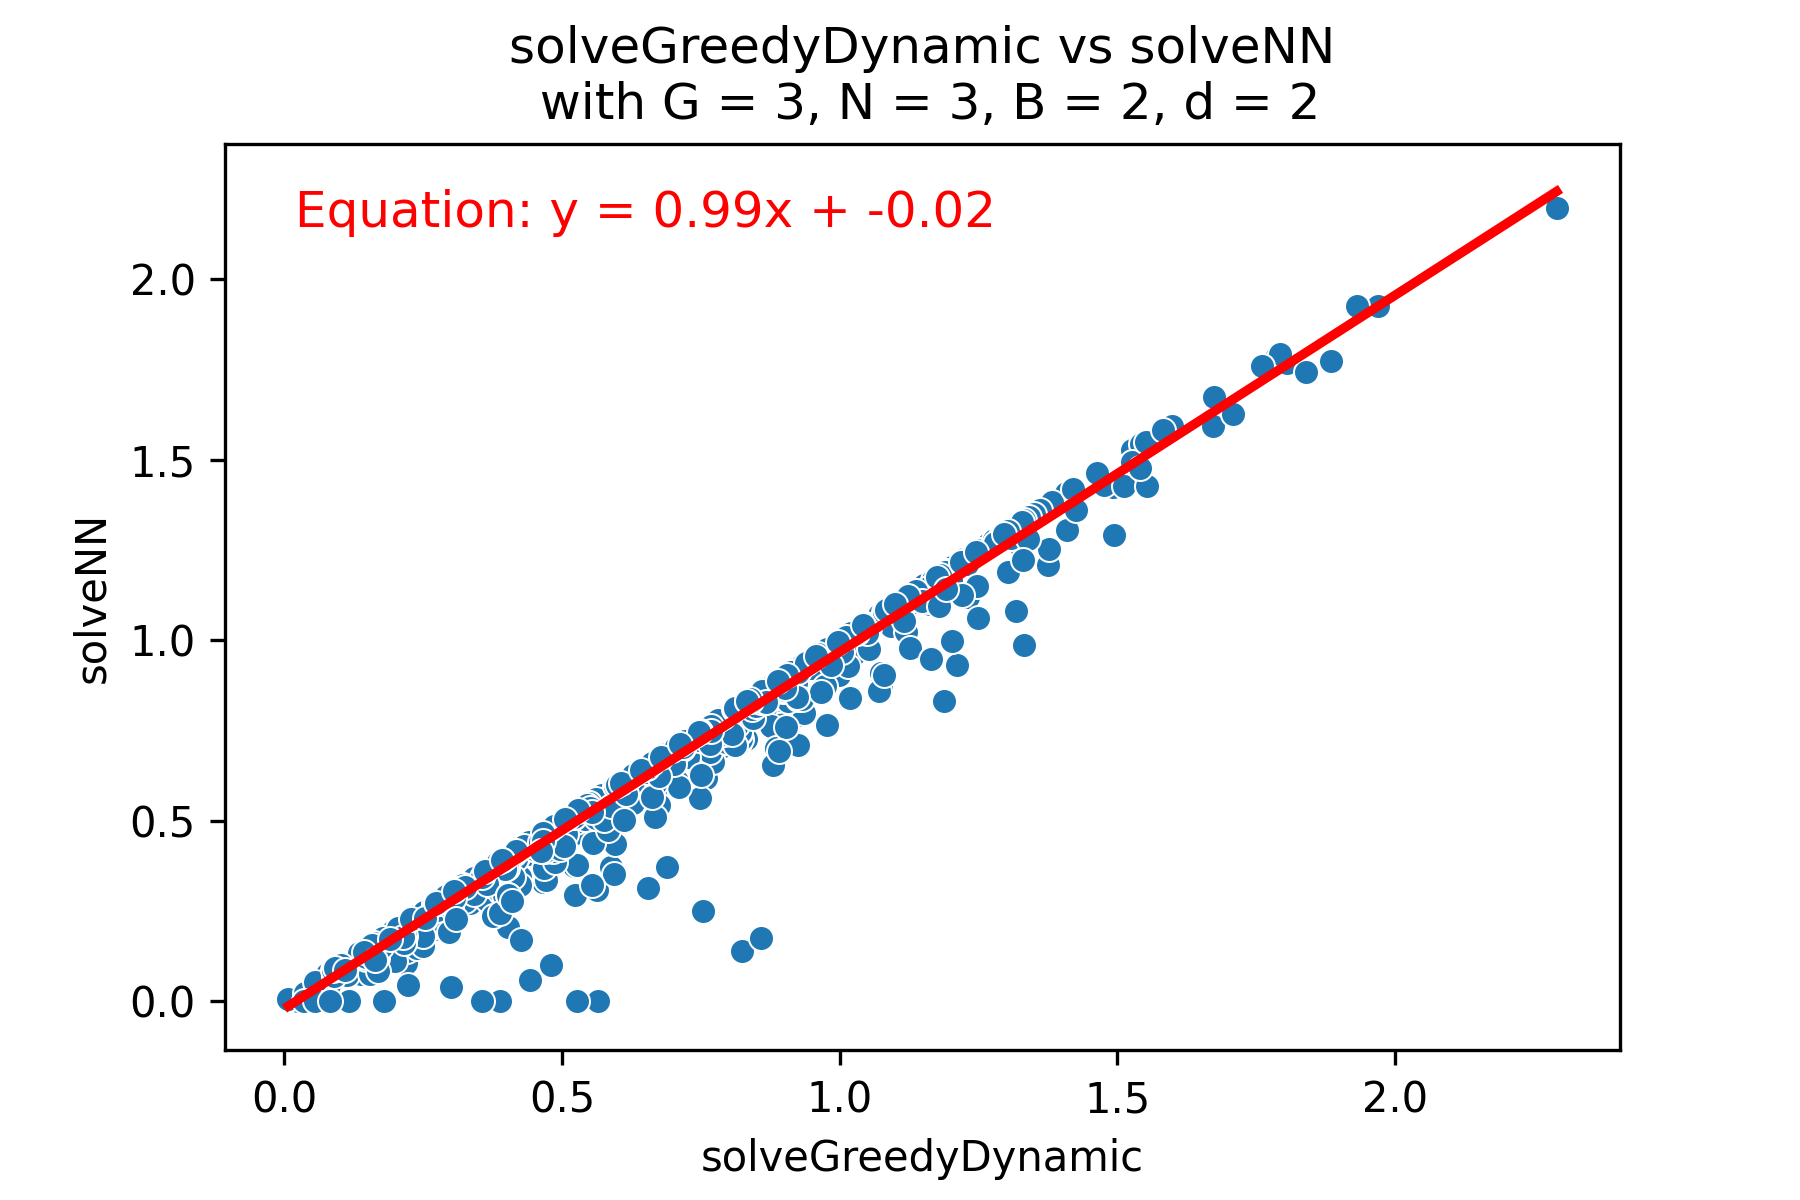 solveGreedyDynamic vs solveNN
with G = 3, N = 3, B = 2, d = 2
Equation: y = 0.99x + -0.02
2.0
1.5
1.0
0.5
0.0
solveNN
0.0 0.5 1.0 1.5 2.0
solveGreedyDynamic